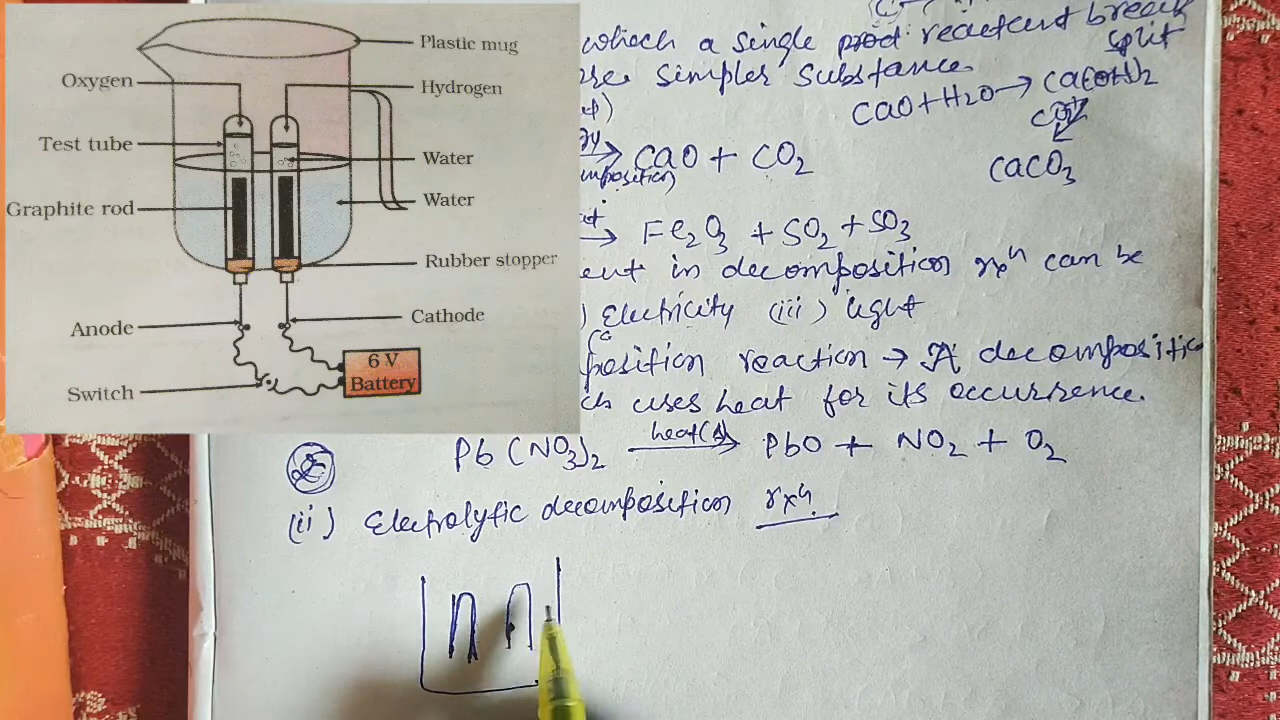 Plastic mug
Oxygen
Hydrogen
Test tube
Water
Graphite rod
Water
Rubber stopper
Anode
Cathode
6 V
Battery
Switch
which a single reactent break
split
simpler substance
CaO + H2O → Ca(OH)2
CaCO3
→ CaO + CO2
→ Fe2O3 + SO2 + SO3
in decomposition rxn can be
) Electricity (iii) light
position reaction → A decompositio
uses heat for its occurrence.
Pb(NO3)2 heat(Δ)→ PbO + NO2 + O2
(ii) Electrolytic decomposition rxn.